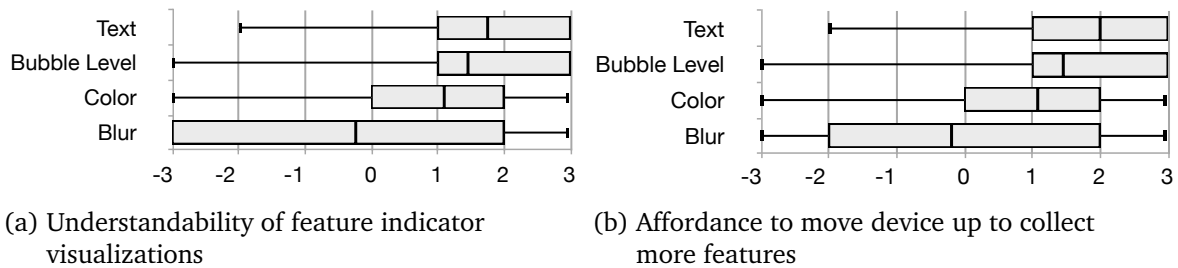 Text
Bubble Level
Color
Blur
-3 -2 -1 0 1 2 3
(a) Understandability of feature indicator
visualizations
Text
Bubble Level
Color
Blur
-3 -2 -1 0 1 2 3
(b) Affordance to move device up to collect
more features